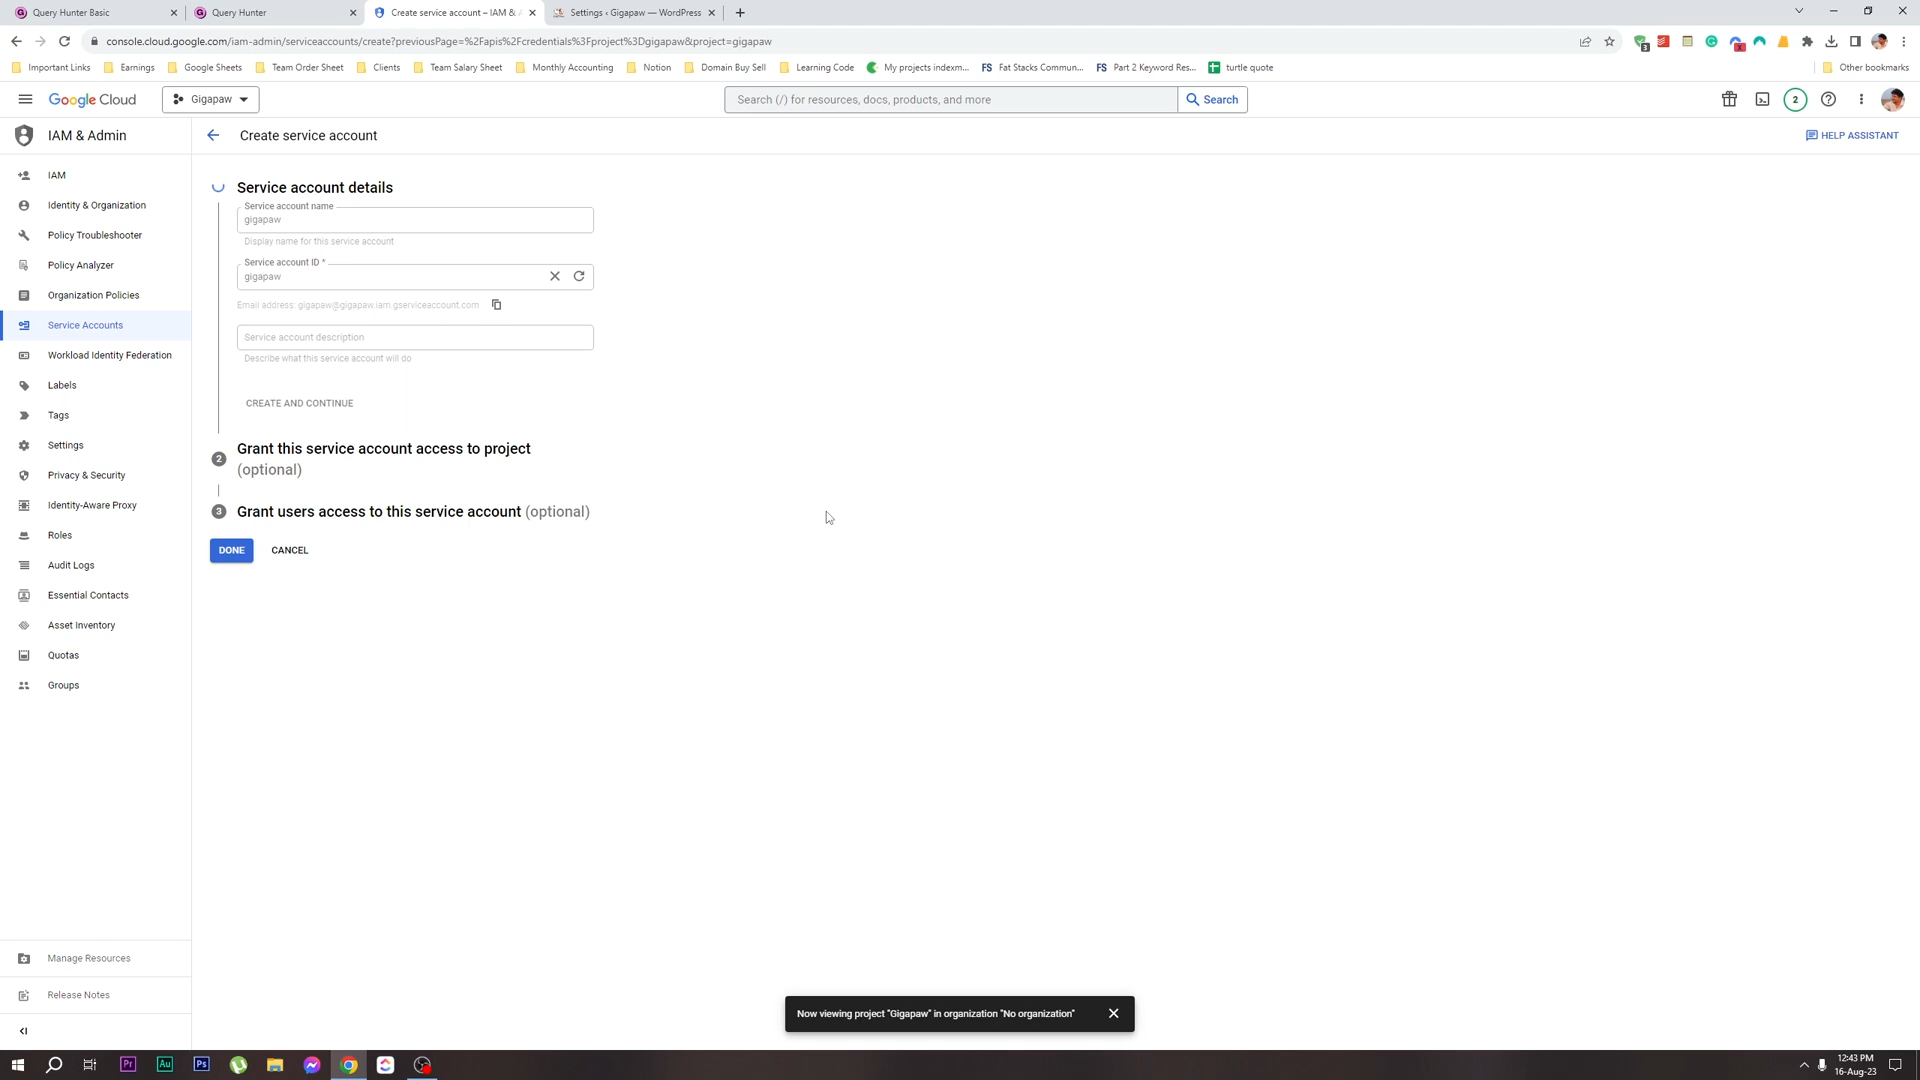 Query Hunter Basic
Query Hunter
Create service account – IAM & A
Settings ‹ Gigapaw — WordPress
console.cloud.google.com/iam-admin/serviceaccounts/create?previousPage=%2Fapis%2Fcredentials%3Fproject%3Dgigapaw&project=gigapaw
Important Links
Earnings
Google Sheets
Team Order Sheet
Clients
Team Salary Sheet
Monthly Accounting
Notion
Domain Buy Sell
Learning Code
My projects indexm...
FS Fat Stacks Commun...
FS Part 2 Keyword Res...
turtle quote
Other bookmarks
Google Cloud
Gigapaw
Search (/) for resources, docs, products, and more
Search
2
IAM & Admin
Create service account
HELP ASSISTANT
IAM
Identity & Organization
Policy Troubleshooter
Policy Analyzer
Organization Policies
Service Accounts
Workload Identity Federation
Labels
Tags
Settings
Privacy & Security
Identity-Aware Proxy
Roles
Audit Logs
Essential Contacts
Asset Inventory
Quotas
Groups
Manage Resources
Release Notes
Service account details
Service account name
gigapaw
Display name for this service account
Service account ID *
gigapaw
Email address: gigapaw@gigapaw.iam.gserviceaccount.com
Service account description
Describe what this service account will do
CREATE AND CONTINUE
2
Grant this service account access to project
(optional)
3
Grant users access to this service account (optional)
DONE
CANCEL
Now viewing project "Gigapaw" in organization "No organization"
Pr
Au
Ps
12:43 PM
16-Aug-23